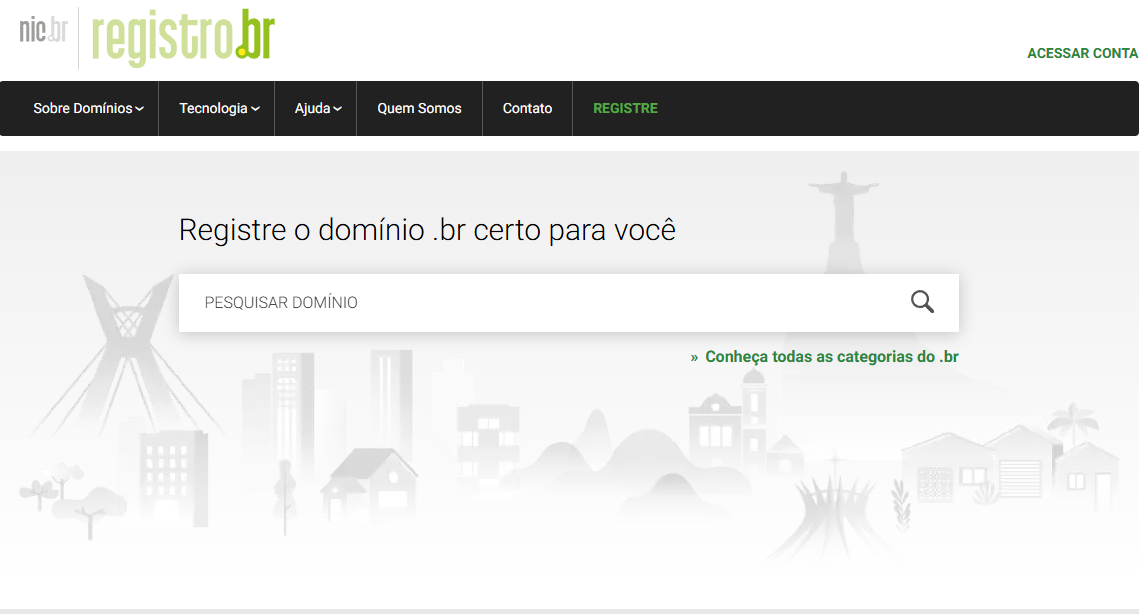 nic.br
registro.br
ACESSAR CONTA
Sobre Domínios
Tecnologia
Ajuda
Quem Somos
Contato
REGISTRE
Registre o domínio .br certo para você
PESQUISAR DOMÍNIO
» Conheça todas as categorias do .br